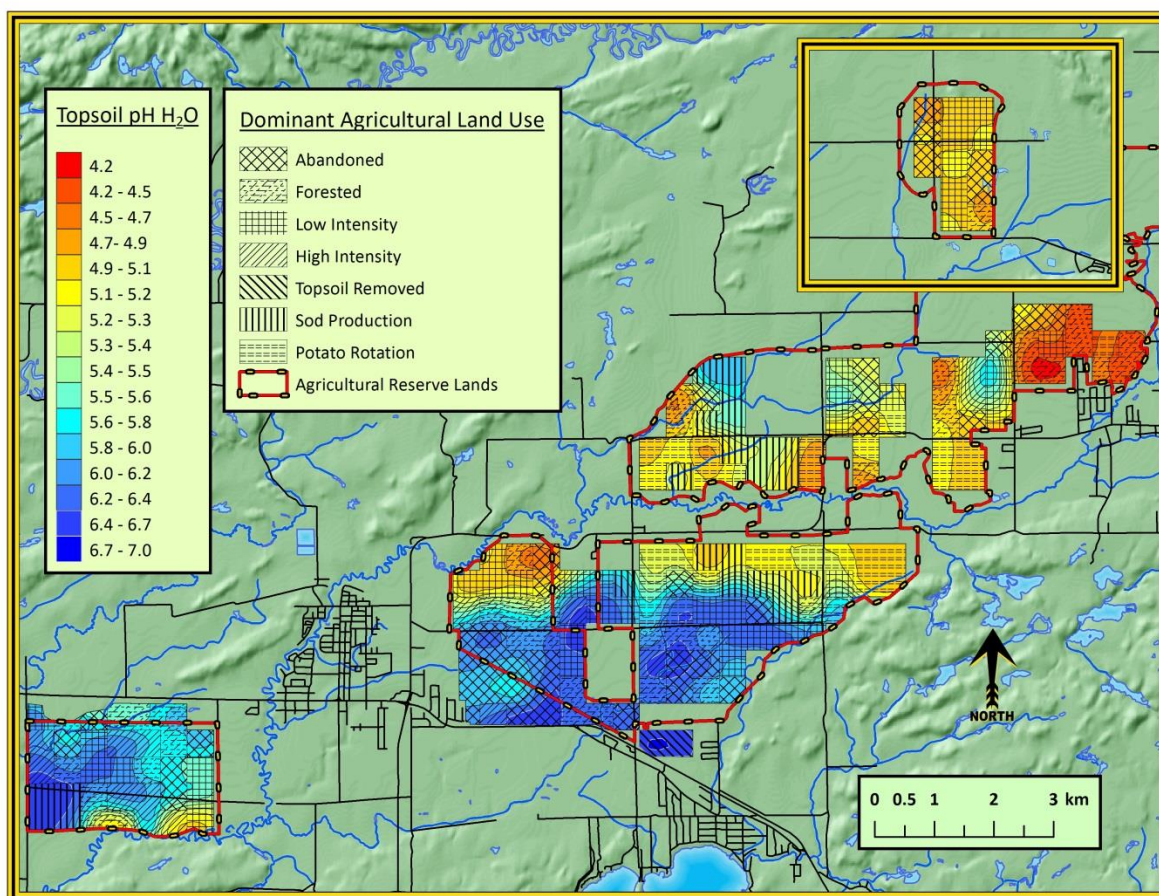 Topsoil pH H₂O
4.2
4.2 - 4.5
4.5 - 4.7
4.7- 4.9
4.9 - 5.1
5.1 - 5.2
5.2 - 5.3
5.3 - 5.4
5.4 - 5.5
5.5 - 5.6
5.6 - 5.8
5.8 - 6.0
6.0 - 6.2
6.2 - 6.4
6.4 - 6.7
6.7 - 7.0
Dominant Agricultural Land Use
Abandoned
Forested
Low Intensity
High Intensity
Topsoil Removed
Sod Production
Potato Rotation
Agricultural Reserve Lands
NORTH
0 0.5 1 2 3 km